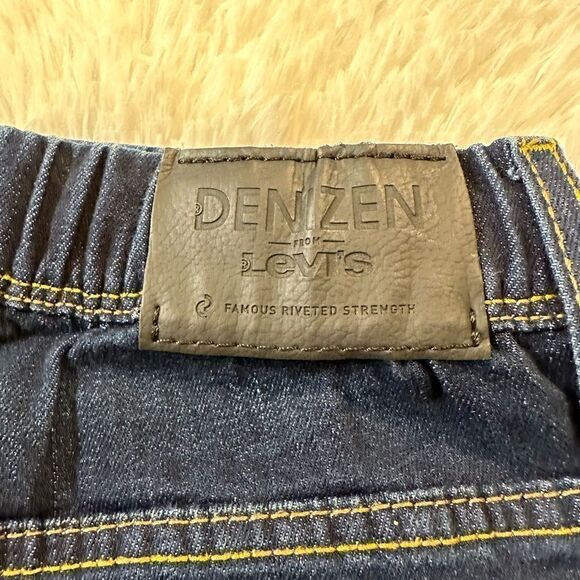 DENIZEN
FROM
Levi's
FAMOUS RIVETED STRENGTH